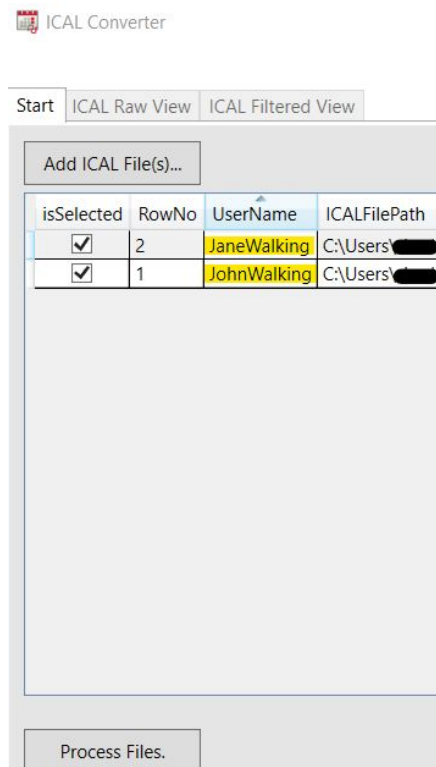 ICAL Converter
Start ICAL Raw View ICAL Filtered View
Add ICAL File(s)...
isSelected RowNo UserName ICALFilePath
2 JaneWalking C:\Users\
1 JohnWalking C:\Users\
Process Files.